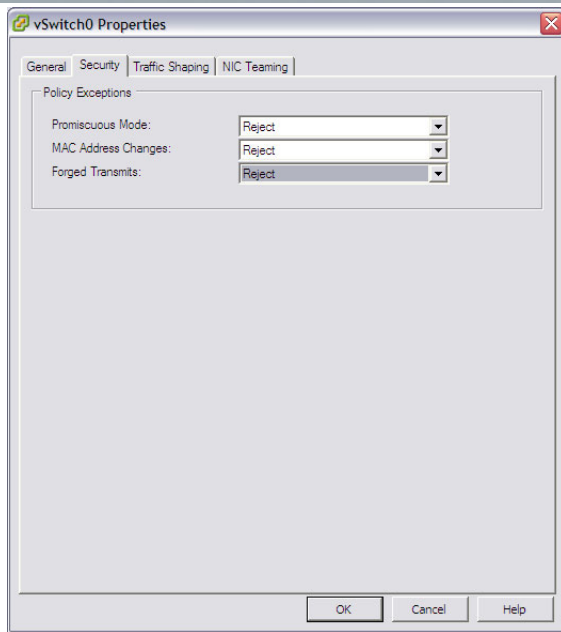 vSwitch0 Properties
General Security Traffic Shaping NIC Teaming
Policy Exceptions
Promiscuous Mode: Reject
MAC Address Changes: Reject
Forged Transmits: Reject
OK Cancel Help